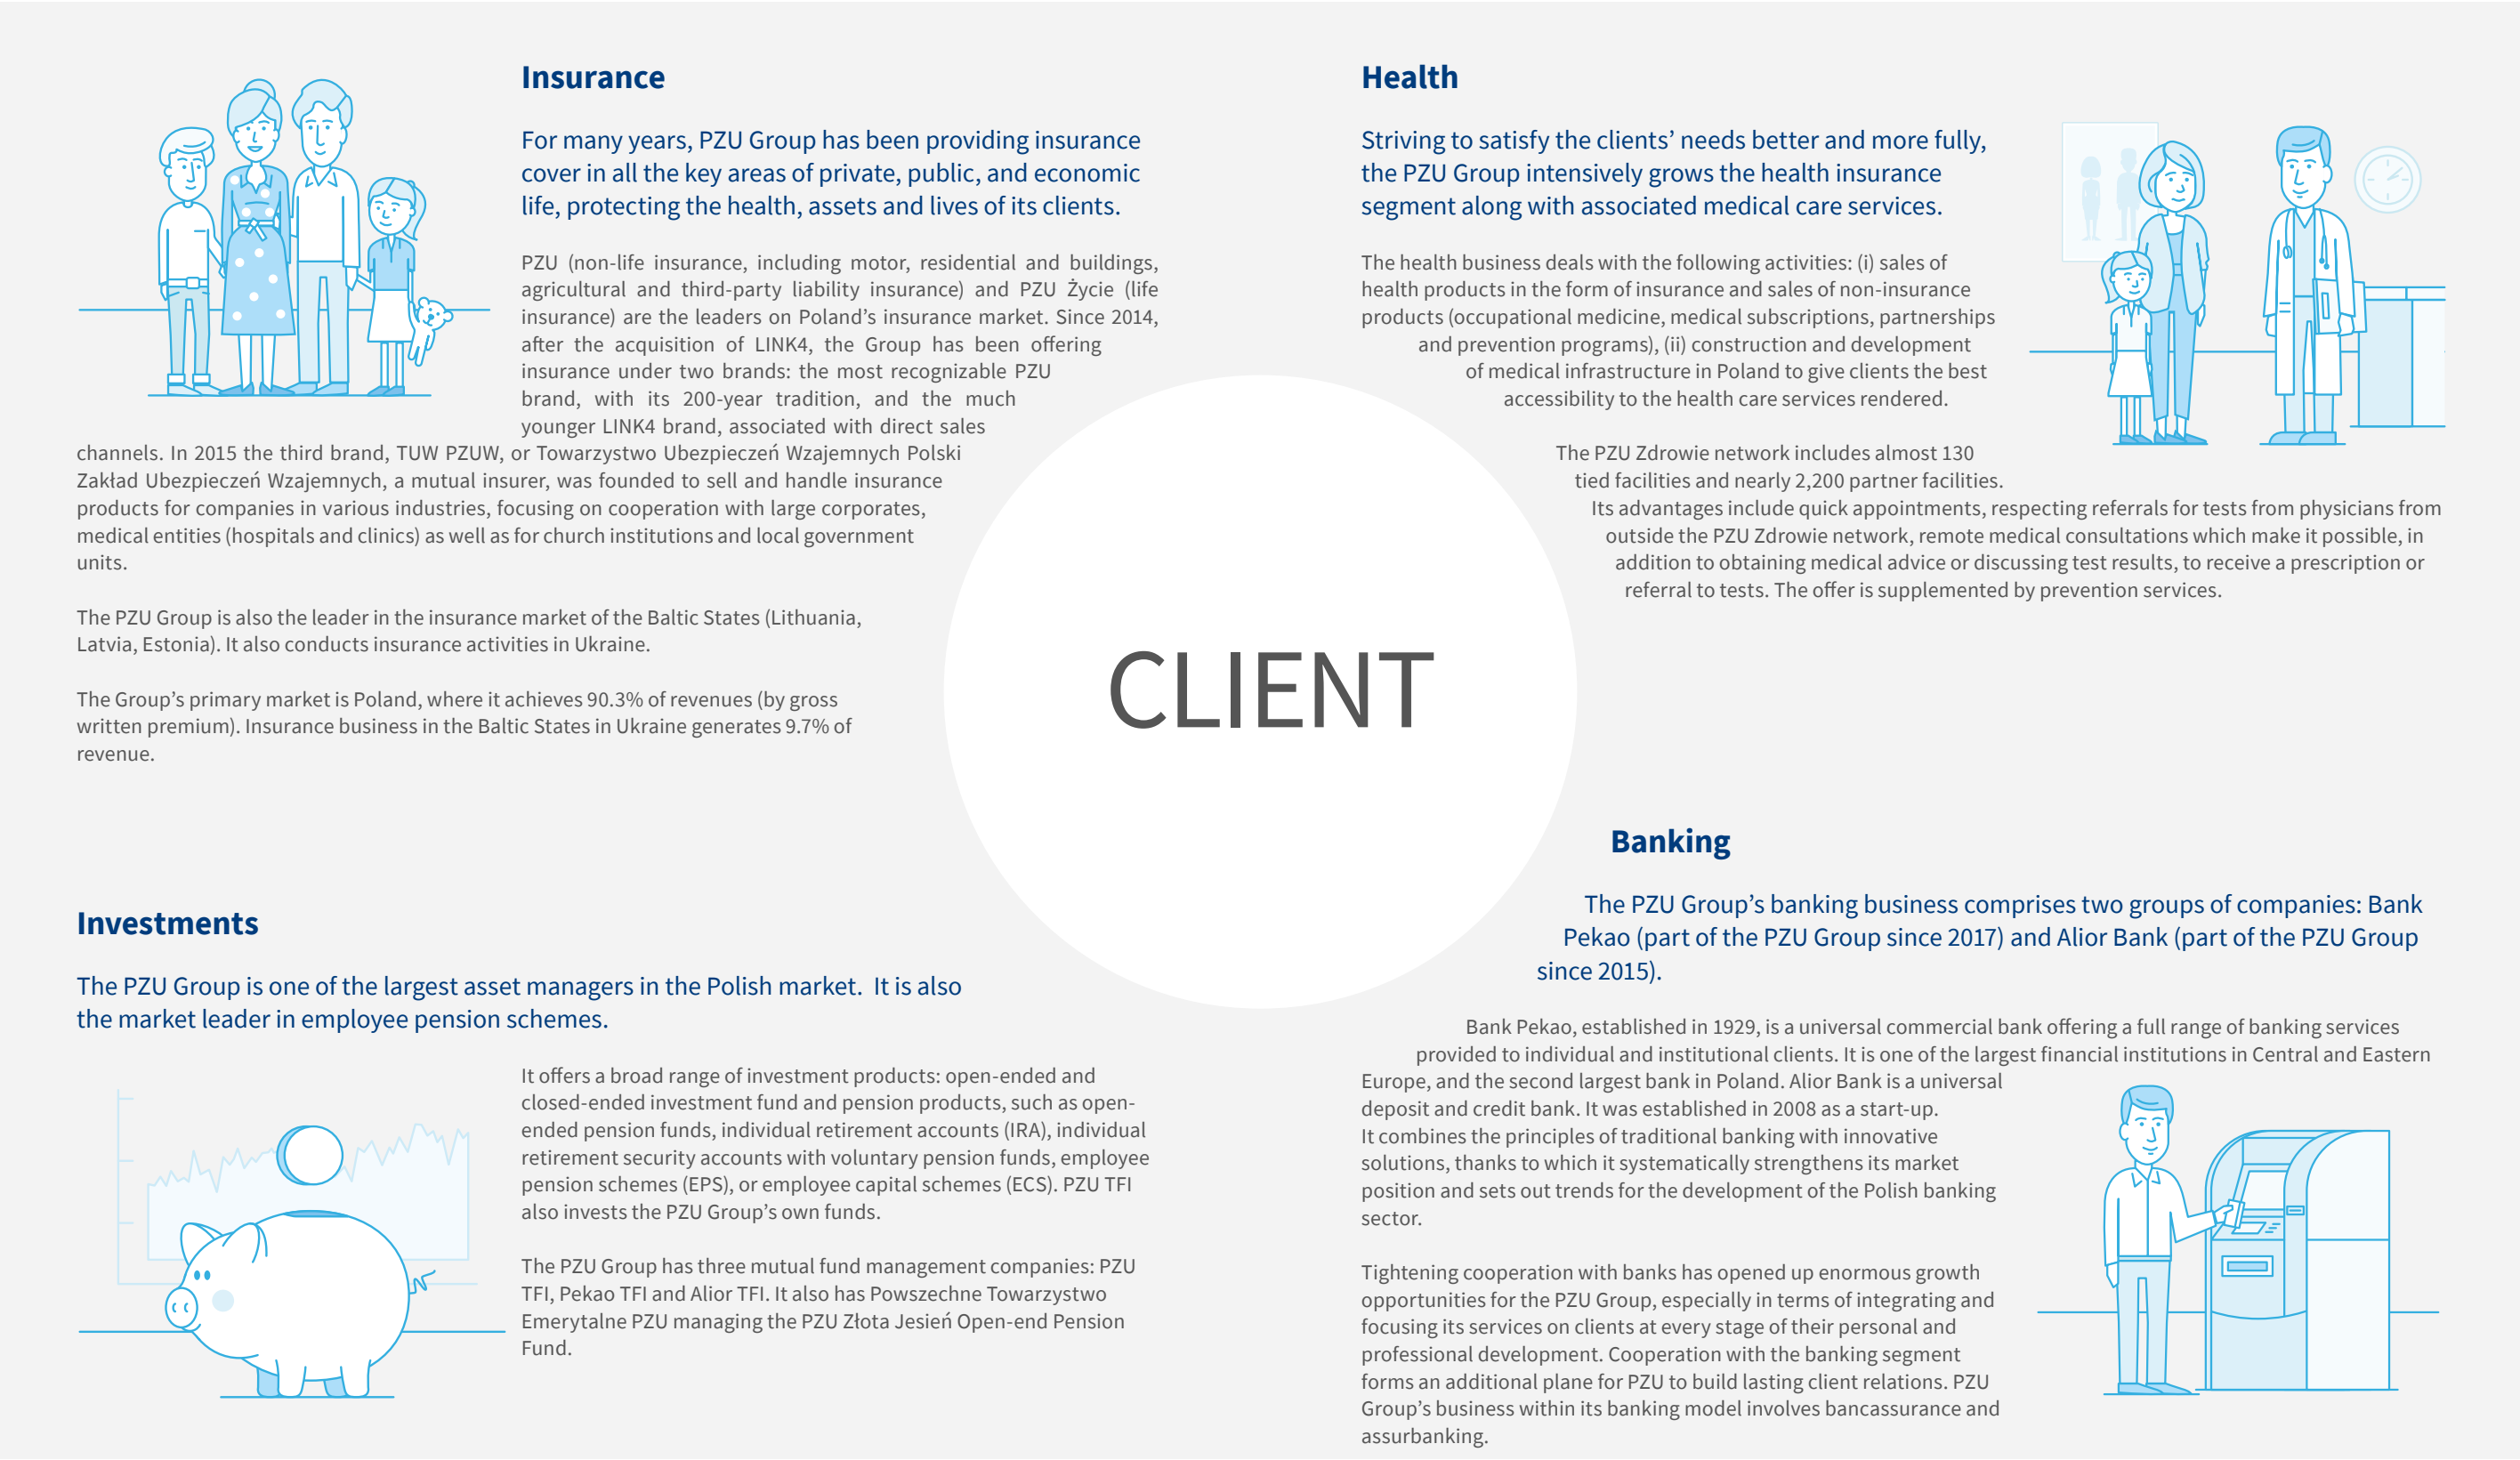 Insurance
For many years, PZU Group has been providing insurance
cover in all the key areas of private, public, and economic
life, protecting the health, assets and lives of its clients.
PZU (non-life insurance, including motor, residential and buildings,
agricultural and third-party liability insurance) and PZU Życie (life
insurance) are the leaders on Poland's insurance market. Since 2014,
after the acquisition of LINK4, the Group has been offering
insurance under two brands: the most recognizable PZU
brand, with its 200-year tradition, and the much
younger LINK4 brand, associated with direct sales
channels. In 2015 the third brand, TUW PZUW, or Towarzystwo Ubezpieczeń Wzajemnych Polski
Zakład Ubezpieczeń Wzajemnych, a mutual insurer, was founded to sell and handle insurance
products for companies in various industries, focusing on cooperation with large corporates,
medical entities (hospitals and clinics) as well as for church institutions and local government
units.
The PZU Group is also the leader in the insurance market of the Baltic States (Lithuania,
Latvia, Estonia). It also conducts insurance activities in Ukraine.
The Group's primary market is Poland, where it achieves 90.3% of revenues (by gross
written premium). Insurance business in the Baltic States in Ukraine generates 9.7% of
revenue.
Health
Striving to satisfy the clients' needs better and more fully,
the PZU Group intensively grows the health insurance
segment along with associated medical care services.
The health business deals with the following activities: (i) sales of
health products in the form of insurance and sales of non-insurance
products (occupational medicine, medical subscriptions, partnerships
and prevention programs), (ii) construction and development
of medical infrastructure in Poland to give clients the best
accessibility to the health care services rendered.
The PZU Zdrowie network includes almost 130
tied facilities and nearly 2,200 partner facilities.
Its advantages include quick appointments, respecting referrals for tests from physicians from
outside the PZU Zdrowie network, remote medical consultations which make it possible, in
addition to obtaining medical advice or discussing test results, to receive a prescription or
referral to tests. The offer is supplemented by prevention services.
CLIENT
Investments
The PZU Group is one of the largest asset managers in the Polish market. It is also
the market leader in employee pension schemes.
It offers a broad range of investment products: open-ended and
closed-ended investment fund and pension products, such as open-
ended pension funds, individual retirement accounts (IRA), individual
retirement security accounts with voluntary pension funds, employee
pension schemes (EPS), or employee capital schemes (ECS). PZU TFI
also invests the PZU Group's own funds.
The PZU Group has three mutual fund management companies: PZU
TFI, Pekao TFI and Alior TFI. It also has Powszechne Towarzystwo
Emerytalne PZU managing the PZU Złota Jesień Open-end Pension
Fund.
Banking
The PZU Group's banking business comprises two groups of companies: Bank
Pekao (part of the PZU Group since 2017) and Alior Bank (part of the PZU Group
since 2015).
Bank Pekao, established in 1929, is a universal commercial bank offering a full range of banking services
provided to individual and institutional clients. It is one of the largest financial institutions in Central and Eastern
Europe, and the second largest bank in Poland. Alior Bank is a universal
deposit and credit bank. It was established in 2008 as a start-up.
It combines the principles of traditional banking with innovative
solutions, thanks to which it systematically strengthens its market
position and sets out trends for the development of the Polish banking
sector.
Tightening cooperation with banks has opened up enormous growth
opportunities for the PZU Group, especially in terms of integrating and
focusing its services on clients at every stage of their personal and
professional development. Cooperation with the banking segment
forms an additional plane for PZU to build lasting client relations. PZU
Group's business within its banking model involves bancassurance and
assurbanking.